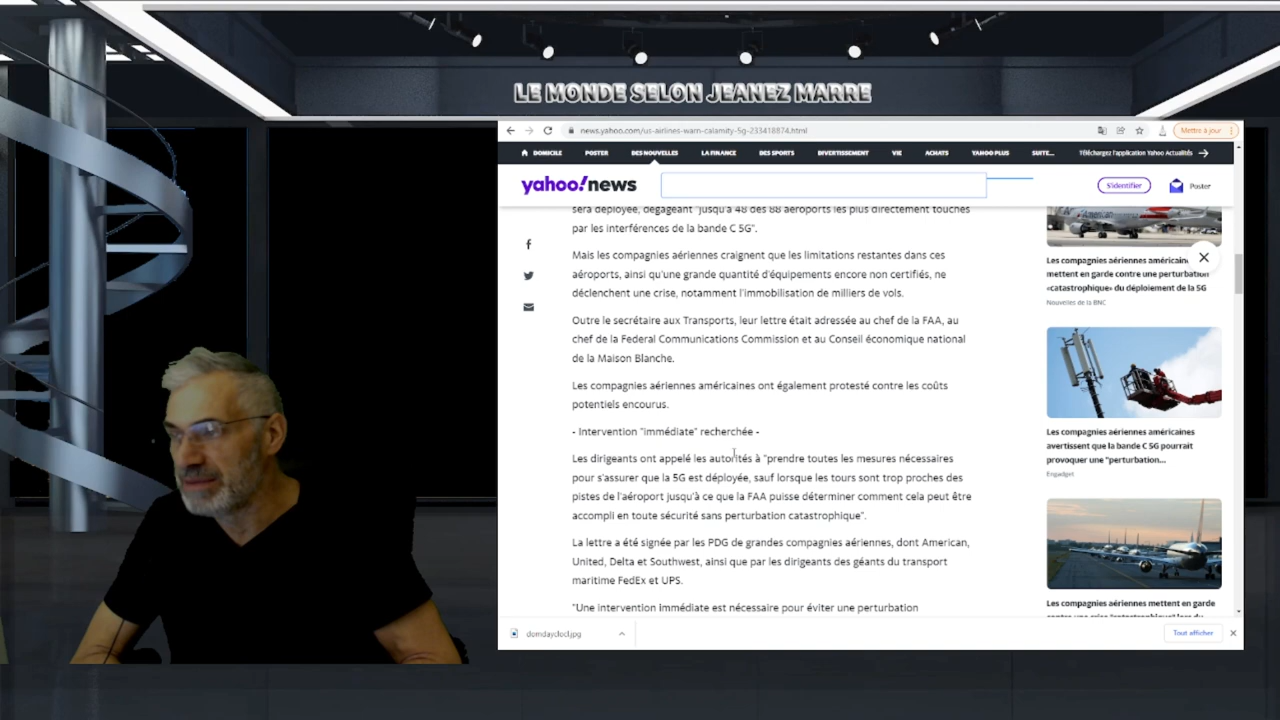 LE MONDE SELON JEANEZ MARRE
news.yahoo.com/us-airlines-warn-calamity-5g-233418874.html
Mettre à jour
DOMICILE POSTER DES NOUVELLES LA FINANCE DES SPORTS DIVERTISSEMENT VIE ACHATS YAHOO PLUS SUITE... Téléchargez l'application Yahoo Actualités
yahoo!news
S'identifier
Poster
sera déployée, dégageant "jusqu'à 48 des 88 aéroports les plus directement touchés
par les interférences de la bande C 5G".
Mais les compagnies aériennes craignent que les limitations restantes dans ces
aéroports, ainsi qu'une grande quantité d'équipements encore non certifiés, ne
déclenchent une crise, notamment l'immobilisation de milliers de vols.
Outre le secrétaire aux Transports, leur lettre était adressée au chef de la FAA, au
chef de la Federal Communications Commission et au Conseil économique national
de la Maison Blanche.
Les compagnies aériennes américaines ont également protesté contre les coûts
potentiels encourus.
- Intervention "immédiate" recherchée -
Les dirigeants ont appelé les autorités à "prendre toutes les mesures nécessaires
pour s'assurer que la 5G est déployée, sauf lorsque les tours sont trop proches des
pistes de l'aéroport jusqu'à ce que la FAA puisse déterminer comment cela peut être
accompli en toute sécurité sans perturbation catastrophique".
La lettre a été signée par les PDG de grandes compagnies aériennes, dont American,
United, Delta et Southwest, ainsi que par les dirigeants des géants du transport
maritime FedEx et UPS.
"Une intervention immédiate est nécessaire pour éviter une perturbation
American
Les compagnies aériennes américaines
mettent en garde contre une perturbation
«catastrophique» du déploiement de la 5G
Nouvelles de la BNC
Les compagnies aériennes américaines
avertissent que la bande C 5G pourrait
provoquer une "perturbation...
Engadget
Les compagnies aériennes mettent en garde
domdayclocl.jpg
Tout afficher